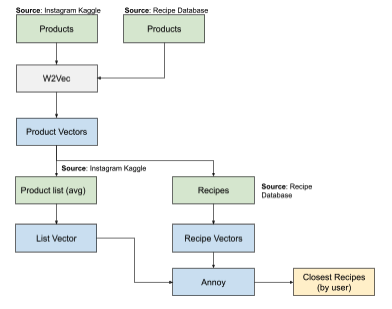 Source: Instagram Kaggle
Source: Recipe Database
Products
Products
W2Vec
Product Vectors
Source: Instagram Kaggle
Product list (avg)
Recipes
Source: Recipe
Database
List Vector
Recipe Vectors
Annoy
Closest Recipes
(by user)